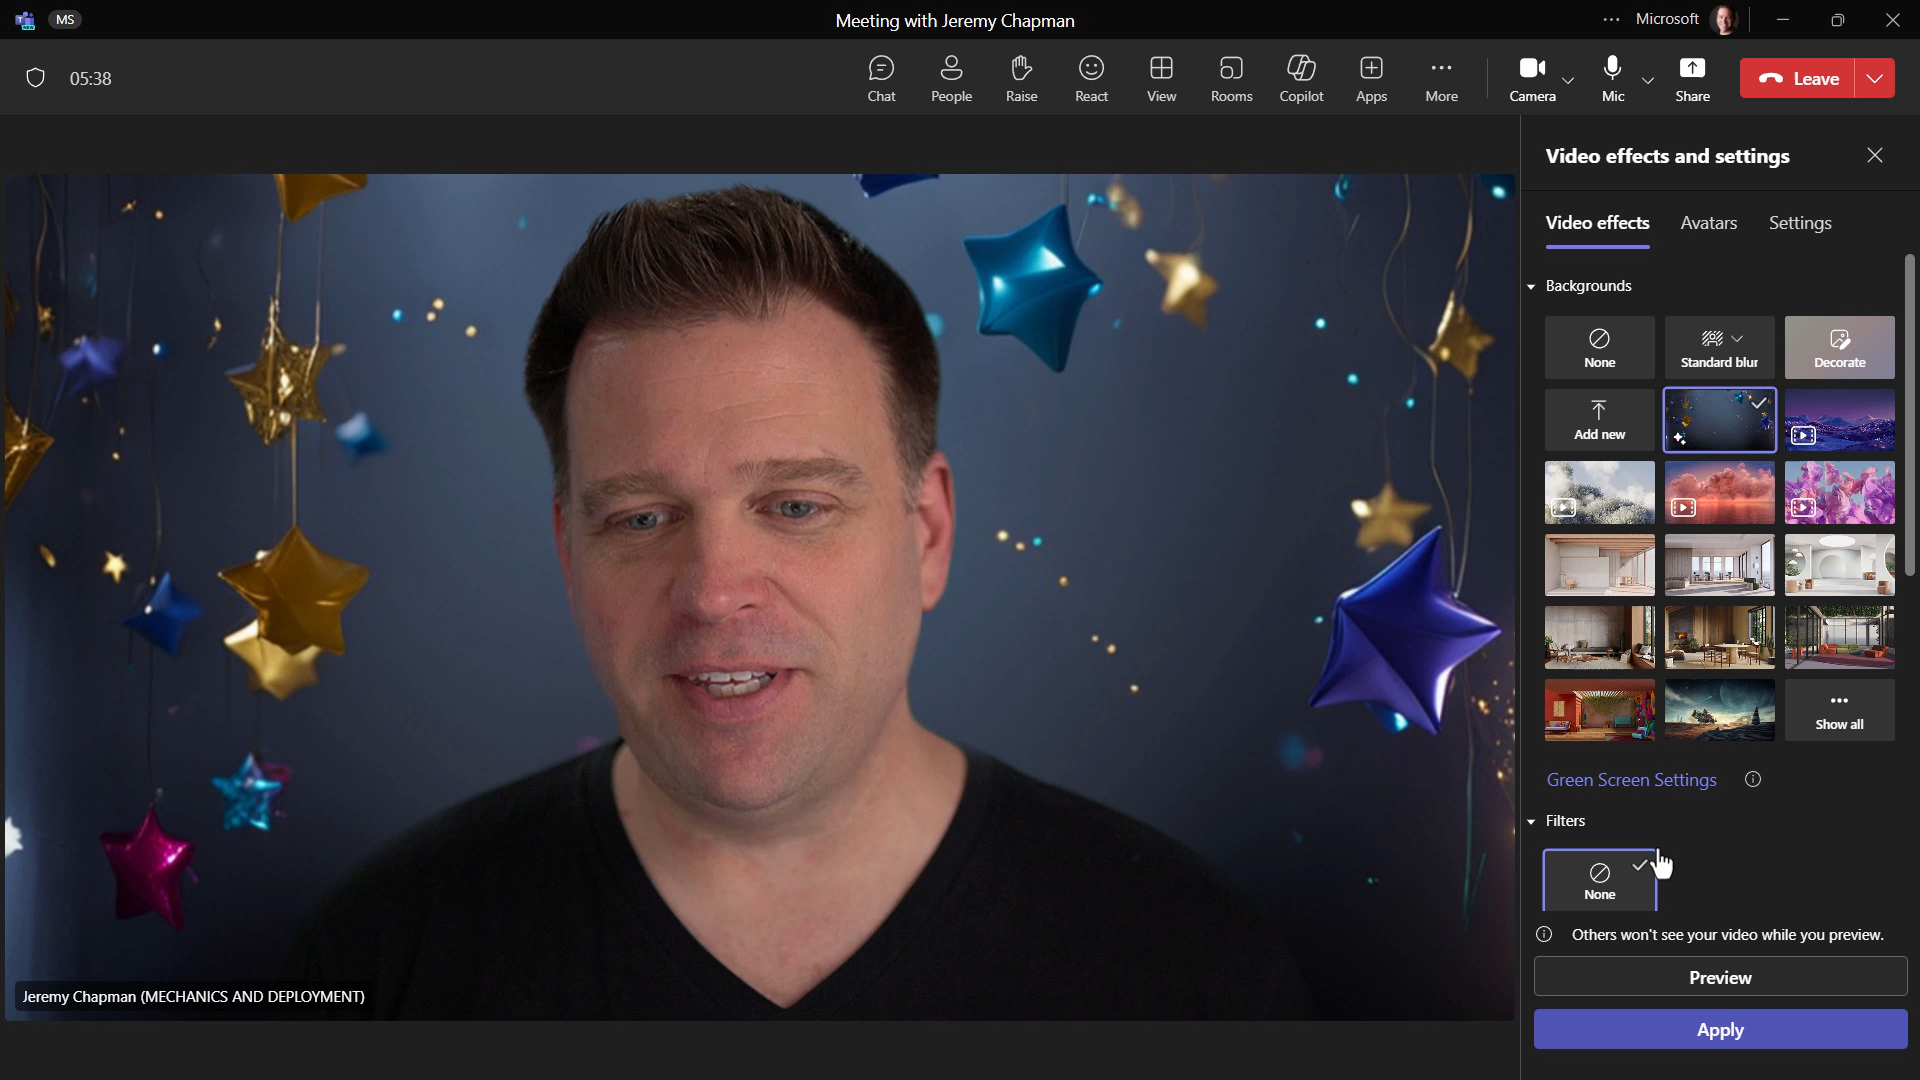 MS
Meeting with Jeremy Chapman
Microsoft
05:38
Chat
People
Raise
React
View
Rooms
Copilot
Apps
More
Camera
Mic
Share
Leave
Video effects and settings
Video effects
Avatars
Settings
Backgrounds
None
Standard blur
Decorate
Add new
Show all
Green Screen Settings
Filters
None
Others won't see your video while you preview.
Preview
Apply
Jeremy Chapman (MECHANICS AND DEPLOYMENT)